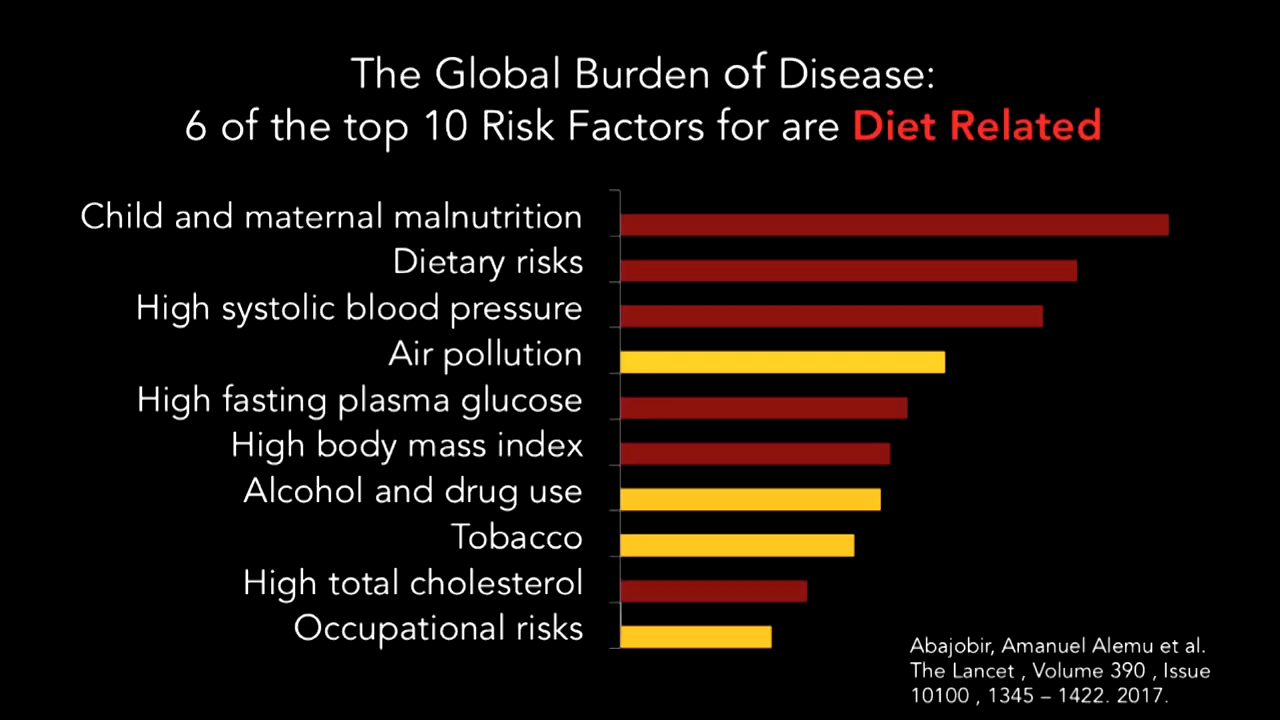 The Global Burden of Disease:
6 of the top 10 Risk Factors for are Diet Related
Child and maternal malnutrition
Dietary risks
High systolic blood pressure
Air pollution
High fasting plasma glucose
High body mass index
Alcohol and drug use
Tobacco
High total cholesterol
Occupational risks
Abajobir, Amanuel Alemu et al.
The Lancet , Volume 390 , Issue
10100 , 1345 – 1422. 2017.